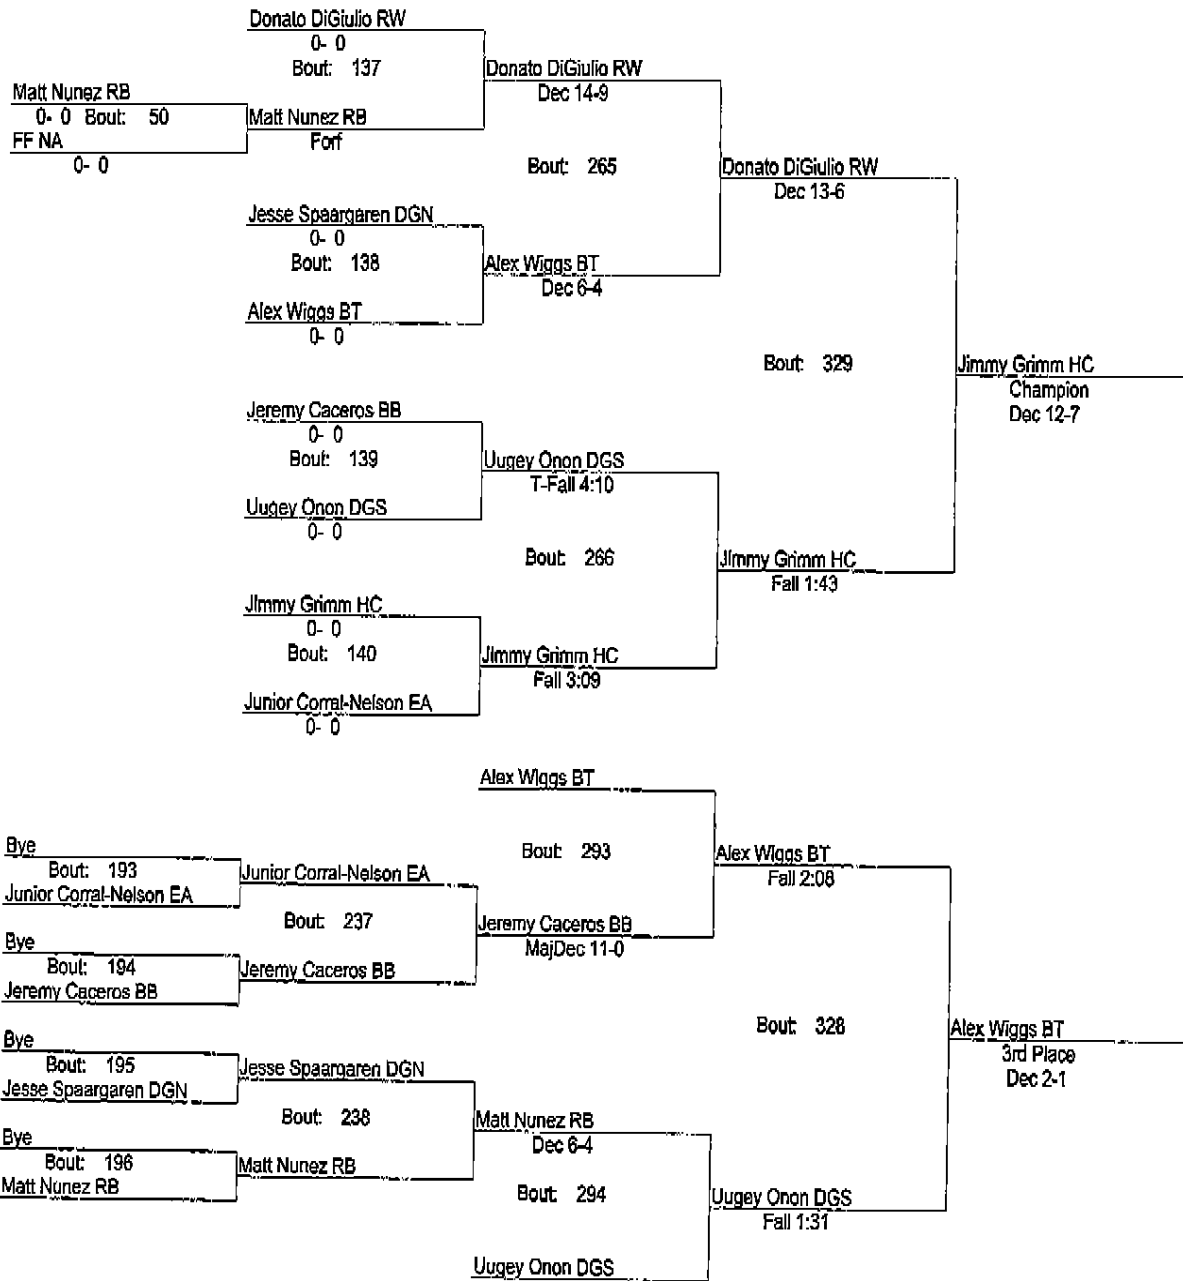 Donato DiGiulio RW
0- 0
Bout: 137
Donato DiGiulio RW
Dec 14-9
Matt Nunez RB
0- 0 Bout: 50
Matt Nunez RB
Forf
FF NA
0- 0
Bout: 265
Donato DiGiulio RW
Dec 13-6
Jesse Spaargaren DGN
0- 0
Bout: 138
Alex Wiggs BT
Dec 6-4
Alex Wiggs BT
0- 0
Bout: 329
Jimmy Grimm HC
Champion
Dec 12-7
Jeremy Caceros BB
0- 0
Bout: 139
Uugey Onon DGS
T-Fall 4:10
Uugey Onon DGS
0- 0
Bout: 266
Jimmy Grimm HC
Fall 1:43
Jimmy Grimm HC
0- 0
Bout: 140
Jimmy Grimm HC
Fall 3:09
Junior Corral-Nelson EA
0- 0
Alex Wiggs BT
Bout: 293
Alex Wiggs BT
Fall 2:08
Bye
Bout: 193
Junior Corral-Nelson EA
Junior Corral-Nelson EA
Bout: 237
Jeremy Caceros BB
MajDec 11-0
Bye
Bout: 194
Jeremy Caceros BB
Jeremy Caceros BB
Bout: 328
Alex Wiggs BT
3rd Place
Dec 2-1
Bye
Bout: 195
Jesse Spaargaren DGN
Jesse Spaargaren DGN
Bout: 238
Matt Nunez RB
Dec 6-4
Bye
Bout: 196
Matt Nunez RB
Matt Nunez RB
Bout: 294
Uugey Onon DGS
Fall 1:31
Uugey Onon DGS